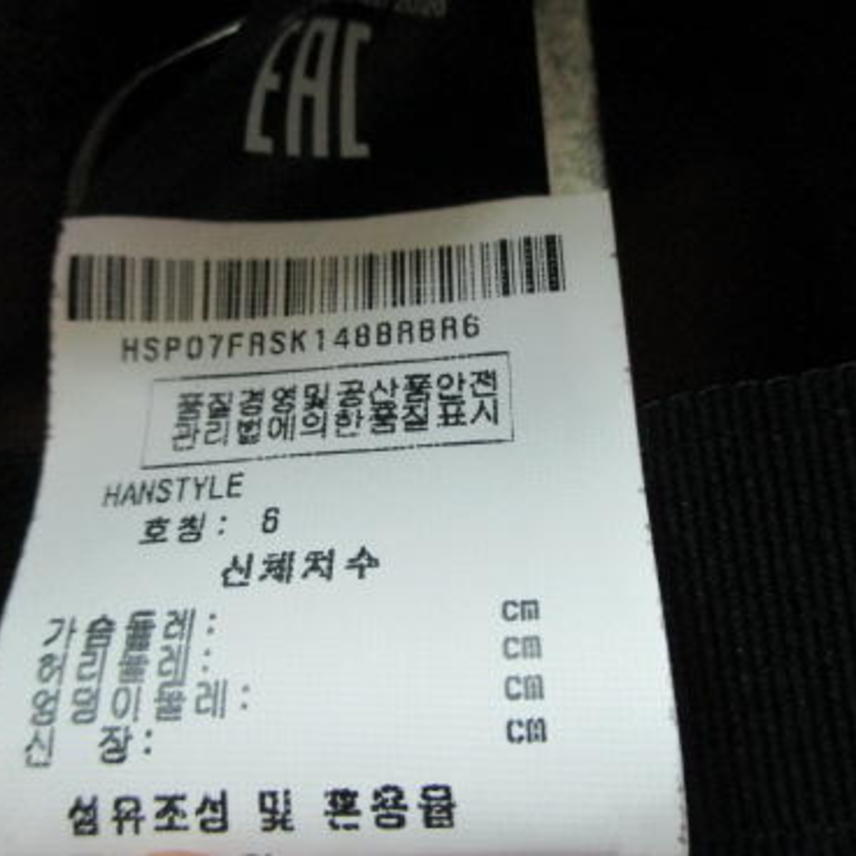 EAC
HSP07FRSK148BRBR6
품질경영및공산품안전
관리법에의한품질표시
HANSTYLE
호칭: 6
신체치수
가슴둘레: cm
허리둘레: cm
엉덩이둘레: cm
신 장: cm
섬유조성 및 혼용율